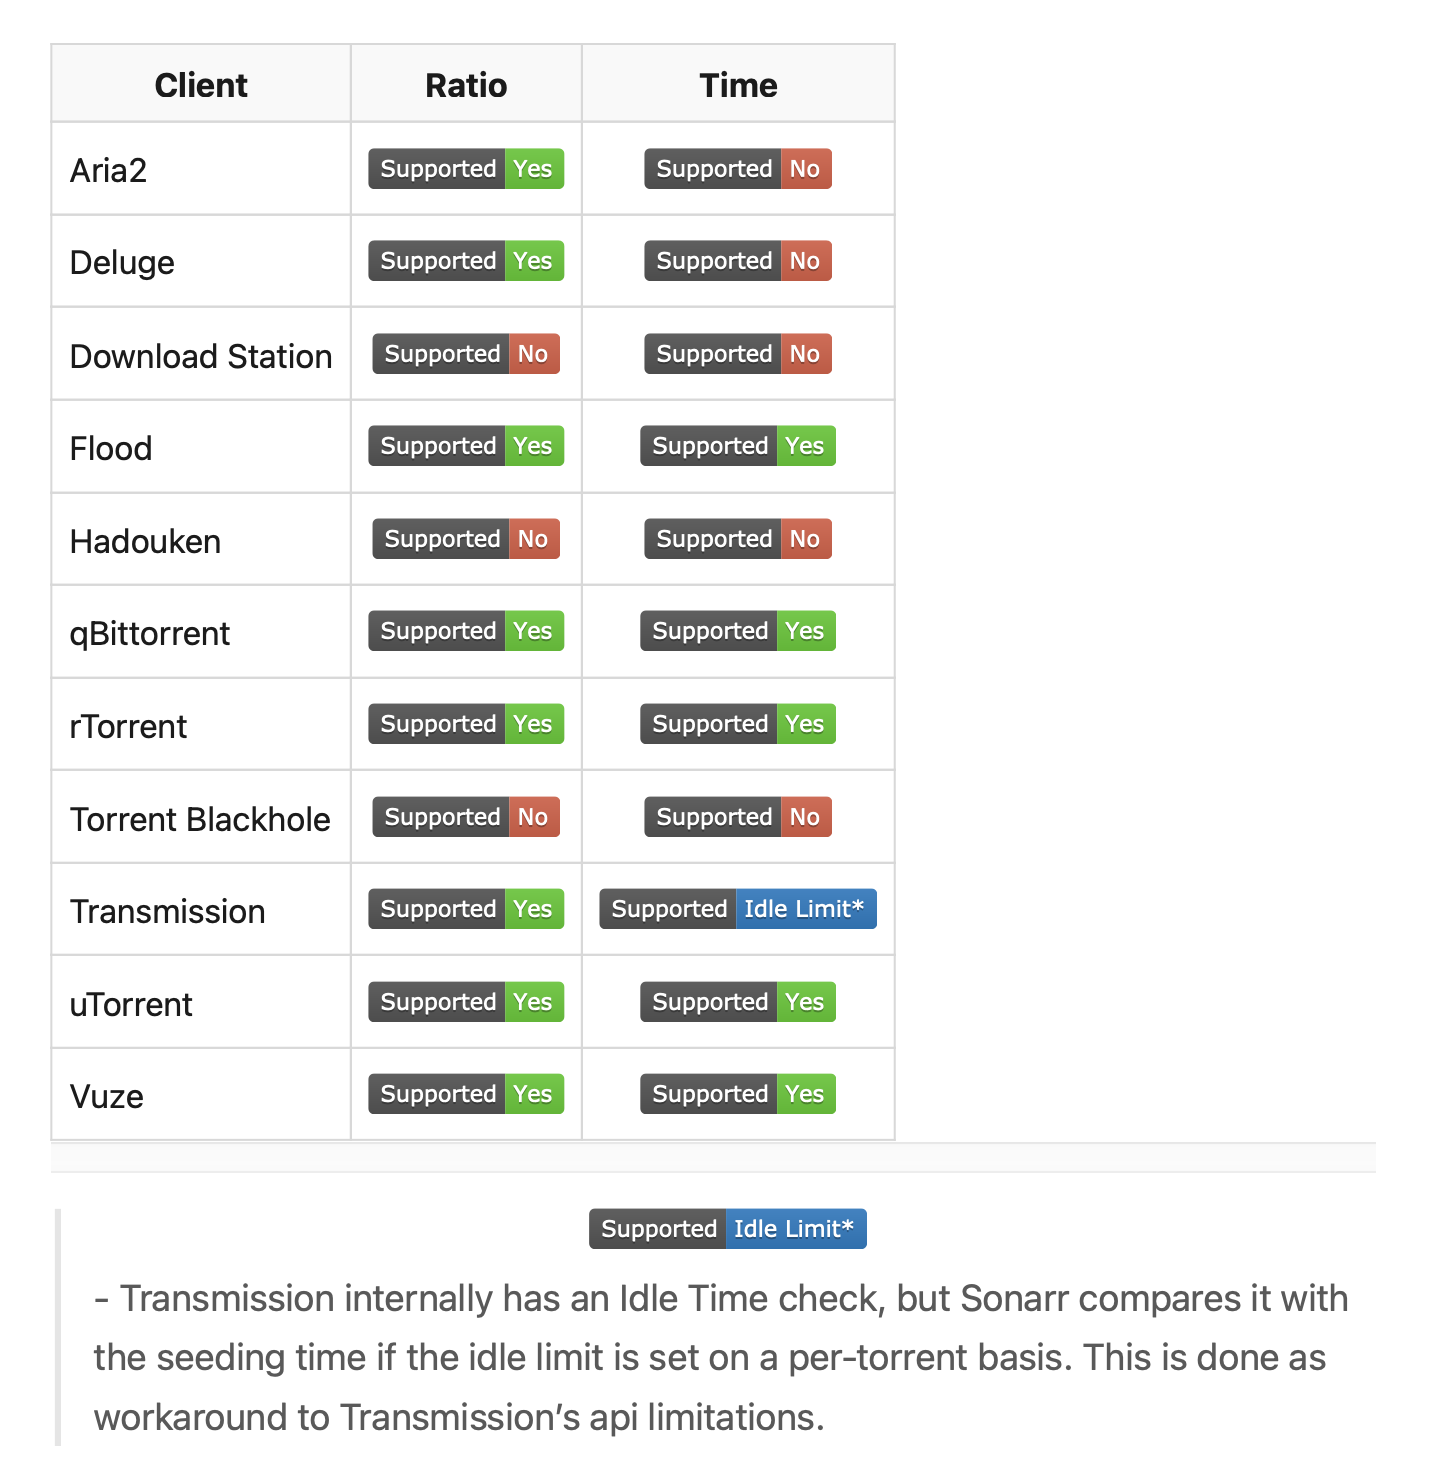 Client Ratio Time
Aria2 Supported Yes Supported No
Deluge Supported Yes Supported No
Download Station Supported No Supported No
Flood Supported Yes Supported Yes
Hadouken Supported No Supported No
qBittorrent Supported Yes Supported Yes
rTorrent Supported Yes Supported Yes
Torrent Blackhole Supported No Supported No
Transmission Supported Yes Supported Idle Limit*
uTorrent Supported Yes Supported Yes
Vuze Supported Yes Supported Yes
Supported Idle Limit*
- Transmission internally has an Idle Time check, but Sonarr compares it with
the seeding time if the idle limit is set on a per-torrent basis. This is done as
workaround to Transmission’s api limitations.